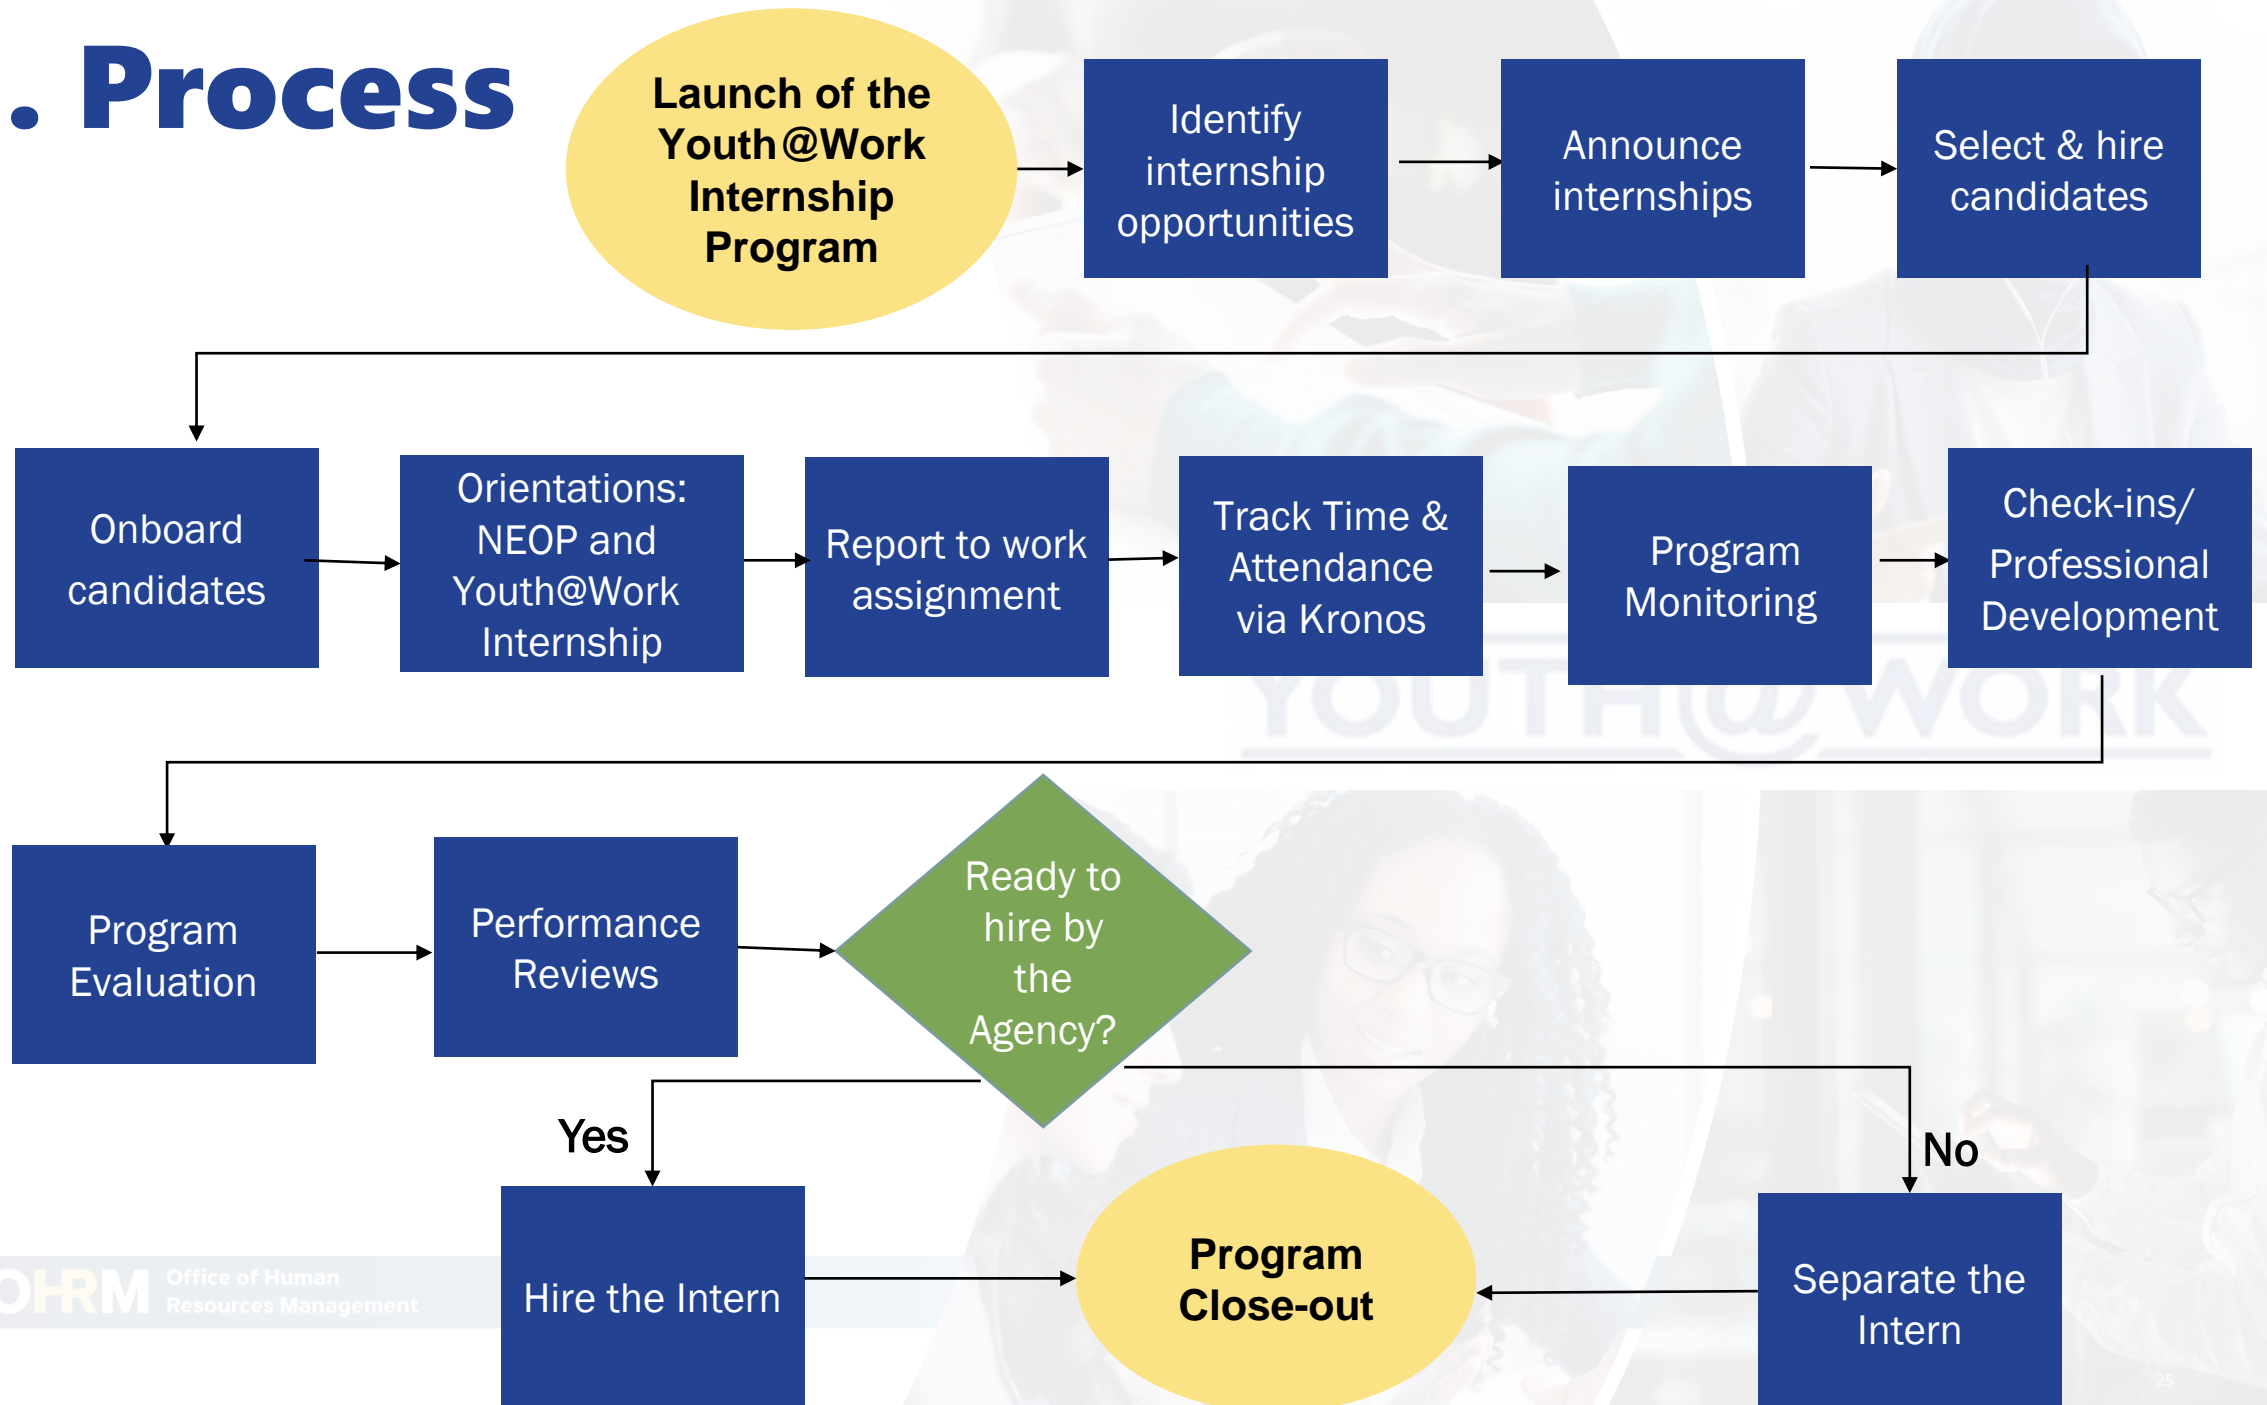 . Process
Launch of the
Youth@Work
Internship
Program
Identify
internship
opportunities
Announce
internships
Select & hire
candidates
Onboard
candidates
Orientations:
NEOP and
Youth@Work
Internship
Report to work
assignment
Track Time &
Attendance
via Kronos
Program
Monitoring
Check-ins/
Professional
Development
YOUTH@WORK
Program
Evaluation
Performance
Reviews
Ready to
hire by
the
Agency?
Yes
No
Hire the Intern
Program
Close-out
Separate the
Intern
OHRM
Office of Human
Resources Management
25